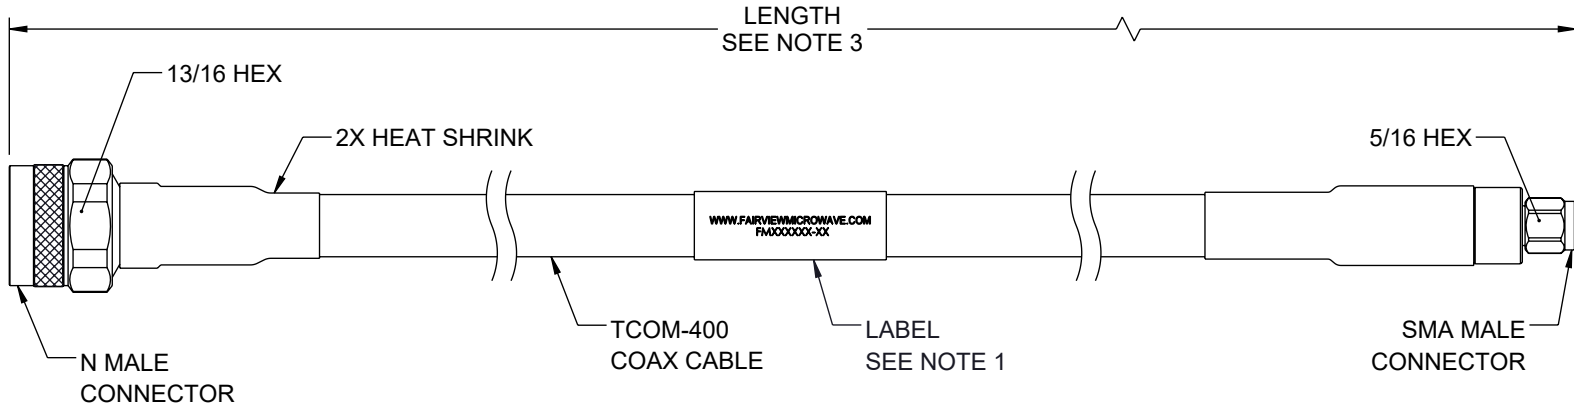 LENGTH
SEE NOTE 3
13/16 HEX
2X HEAT SHRINK
5/16 HEX
WWW.FAIRVIEWMICROWAVE.COM
FMXXXXXX-XX
N MALE
CONNECTOR
TCOM-400
COAX CABLE
LABEL
SEE NOTE 1
SMA MALE
CONNECTOR